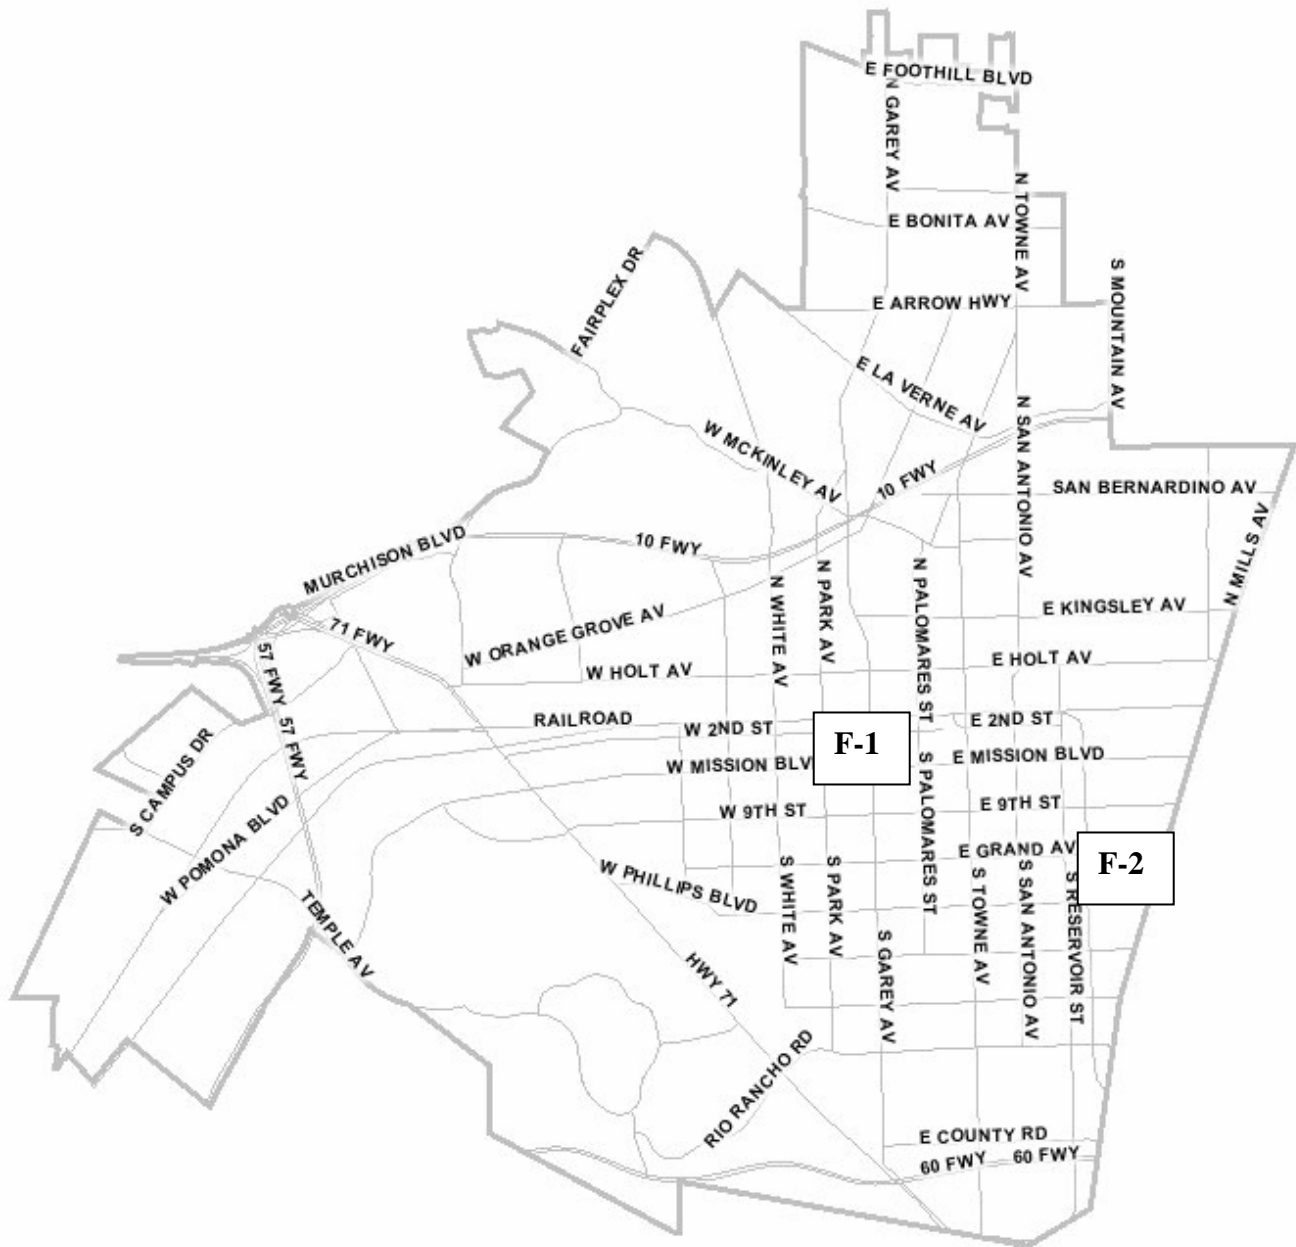 E FOOTHILL BLVD
N GAREY AV
N TOWNE AV
E BONITA AV
FAIRPLEX DR
S MOUNTAIN AV
E ARROW HWY
E LA VERNE AV
N SAN ANTONIO AV
W MCKINLEY AV
10 FWY
SAN BERNARDINO AV
N MILLS AV
MURCHISON BLVD
10 FWY
N WHITE AV
N PARK AV
N PALOMARES ST
E KINGSLEY AV
71 FWY
W ORANGE GROVE AV
57 FWY
W HOLT AV
E HOLT AV
57 FWY
RAILROAD
W 2ND ST
E 2ND ST
S CAMPUS DR
F-1
W MISSION BLV
E MISSION BLVD
S PALOMARES ST
W POMONA BLVD
W 9TH ST
E 9TH ST
E GRAND AV
F-2
W PHILLIPS BLVD
S WHITE AV
S PARK AV
S TOWNE AV
S SAN ANTONIO AV
S RESERVOIR ST
TEMPLE AV
HWY 71
S GAREY AV
RIO RANCHO RD
E COUNTY RD
60 FWY
60 FWY